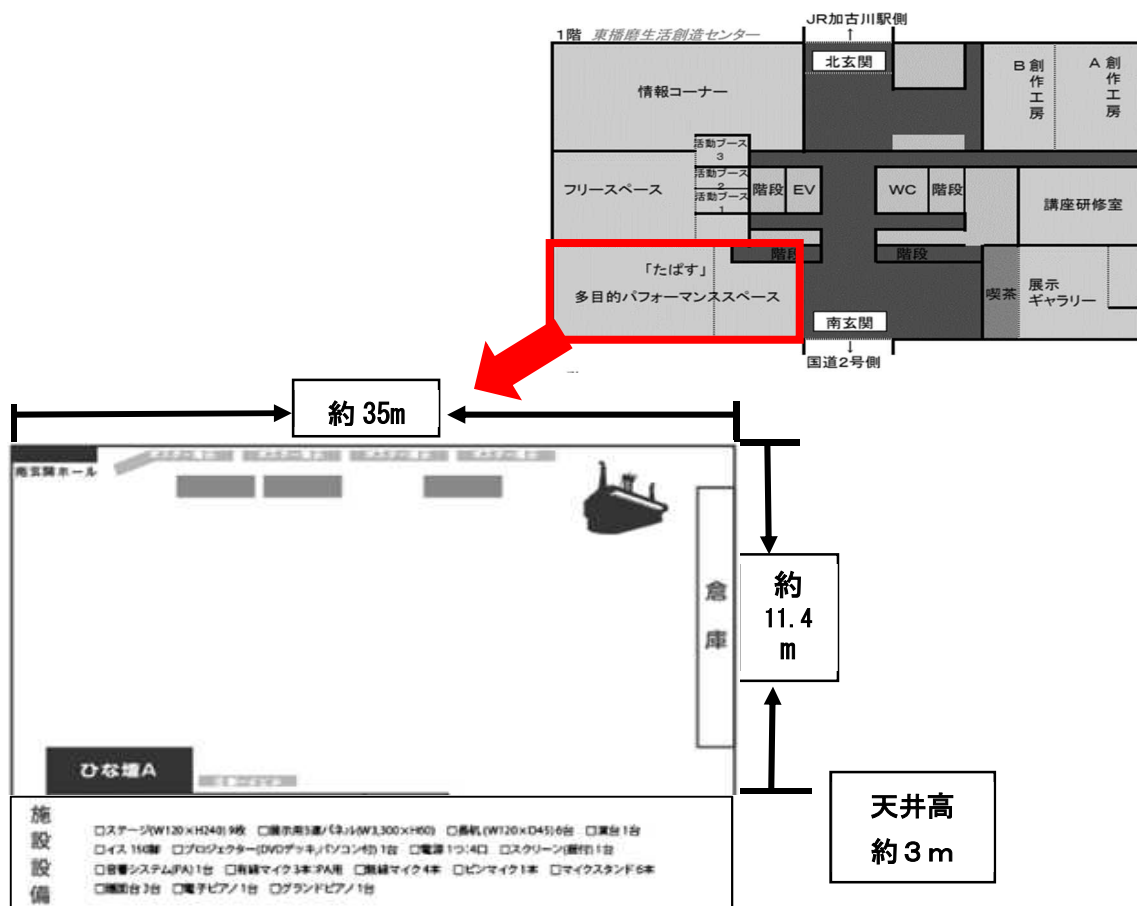 JR加古川駅側
↑
1階 東播磨生活創造センター
北玄関
情報コーナー
B 創作工房
A 創作工房
活動ブース
3
フリースペース
活動ブース
2
活動ブース
1
階段
EV
WC
階段
講座研修室
階段
階段
「たぱす」
多目的パフォーマンススペース
喫茶
展示
ギャラリー
南玄関
↓
国道2号側
約 35m
南玄関ホール
倉庫
約
11.4
m
ひな壇A
天井高
約３ｍ
施設設備
□ステージ(W120×H240) 9枚 □展示用3連パネル(W3,300×H60) □長机 (W120×D45) 6台 □演台 1台
□イス 150脚 □プロジェクター(DVDデッキ,パソコン付) 1台 □電源 1つ:4口 □スクリーン(壁付) 1台
□音響システム(PA) 1台 □有線マイク3本:PA用 □無線マイク4本 □ピンマイク1本 □マイクスタンド6本
□譜面台3台 □電子ピアノ1台 □グランドピアノ1台